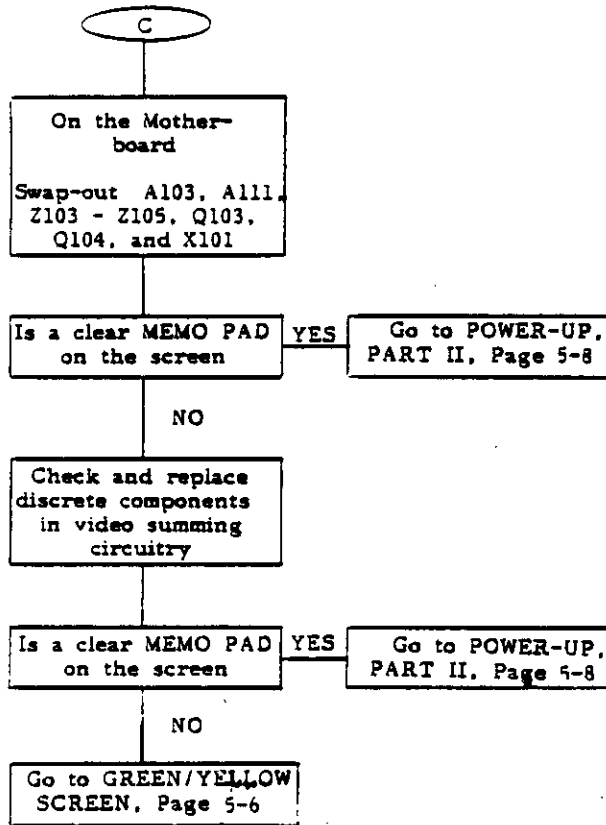 C
On the Mother-
board
Swap-out A103, A111,
Z103 - Z105, Q103,
Q104, and X101
Is a clear MEMO PAD
on the screen
YES
Go to POWER-UP,
PART II, Page 5-8
NO
Check and replace
discrete components
in video summing
circuitry
Is a clear MEMO PAD
on the screen
YES
Go to POWER-UP,
PART II, Page 5-8
NO
Go to GREEN/YELLOW
SCREEN, Page 5-6